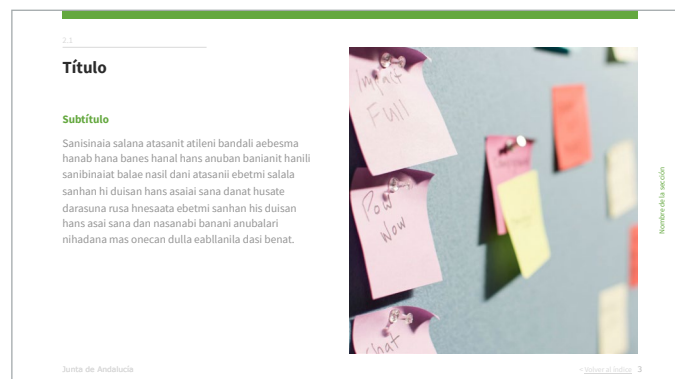 2.1
Título
Subtítulo
Sanisinaia salana atasanit atileni bandali aebesma
hanab hana banes hanal hans anuban banianit hanili
sanibinaiat balae nasil dani atasanii ebetmi salala
sanhan hi duisan hans asaiai sana danat husate
darasuna rusa hnesaata ebetmi sanhan his duisan
hans asai sana dan nasanabi banani anubalari
nihadana mas onecan dulla eabllanila dasi benat.
Impact
Full
Pow
Wow
Chat
Nombre de la sección
Junta de Andalucía
Volver al índice 3